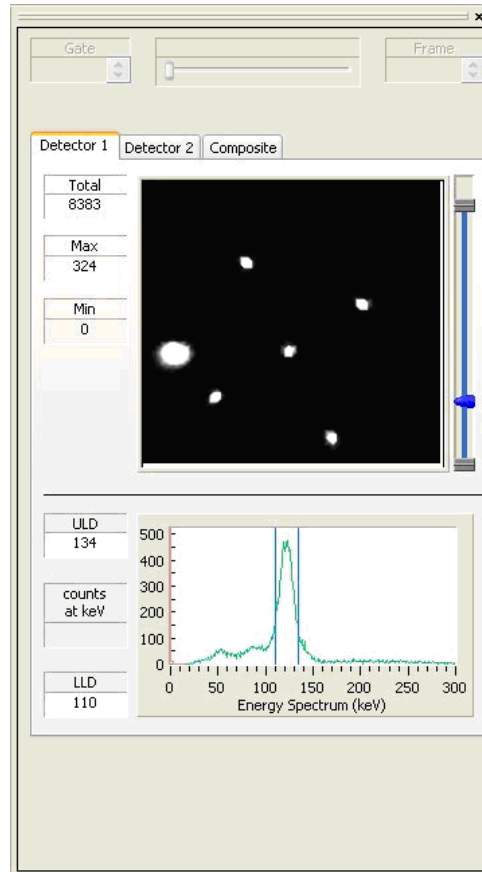 Gate
Frame
Detector 1 Detector 2 Composite
Total
8383
Max
324
Min
0
ULD
134
counts
at keV
LLD
110
500
400
300
200
100
0
0 50 100 150 200 250 300
Energy Spectrum (keV)